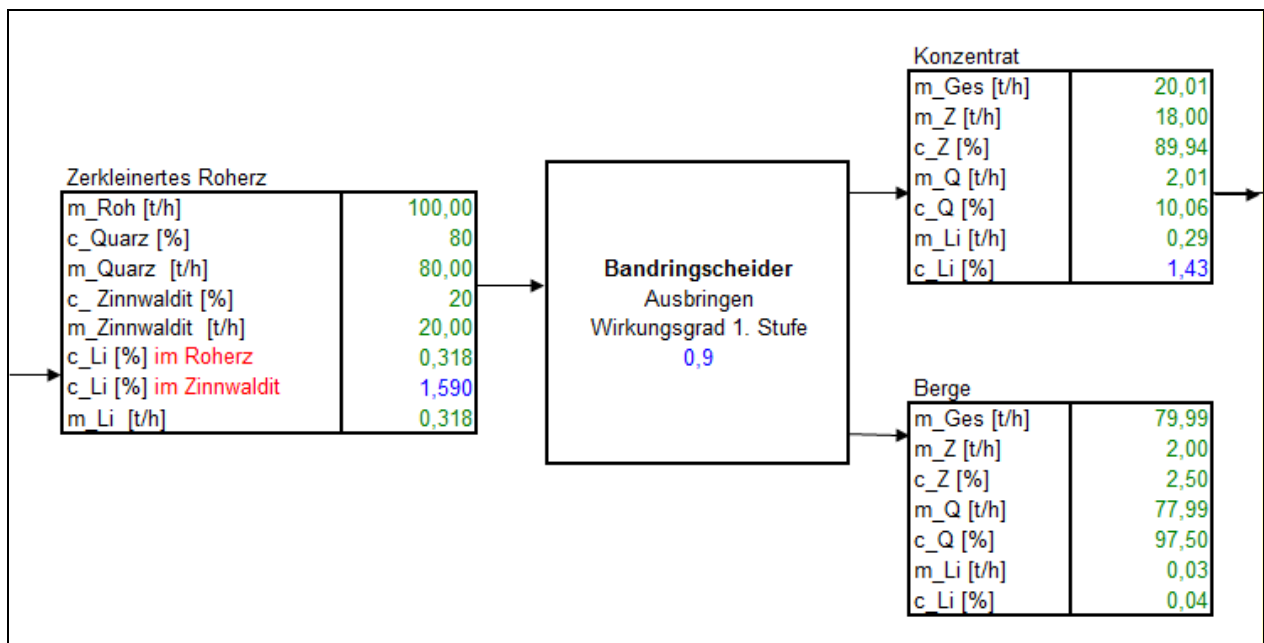 Zerkleinertes Roherz
m_Roh [t/h] 100,00
c_Quarz [%] 80
m_Quarz [t/h] 80,00
c_ Zinnwaldit [%] 20
m_Zinnwaldit [t/h] 20,00
c_Li [%] im Roherz 0,318
c_Li [%] im Zinnwaldit 1,590
m_Li [t/h] 0,318
Bandringscheider
Ausbringen
Wirkungsgrad 1. Stufe
0,9
Konzentrat
m_Ges [t/h] 20,01
m_Z [t/h] 18,00
c_Z [%] 89,94
m_Q [t/h] 2,01
c_Q [%] 10,06
m_Li [t/h] 0,29
c_Li [%] 1,43
Berge
m_Ges [t/h] 79,99
m_Z [t/h] 2,00
c_Z [%] 2,50
m_Q [t/h] 77,99
c_Q [%] 97,50
m_Li [t/h] 0,03
c_Li [%] 0,04